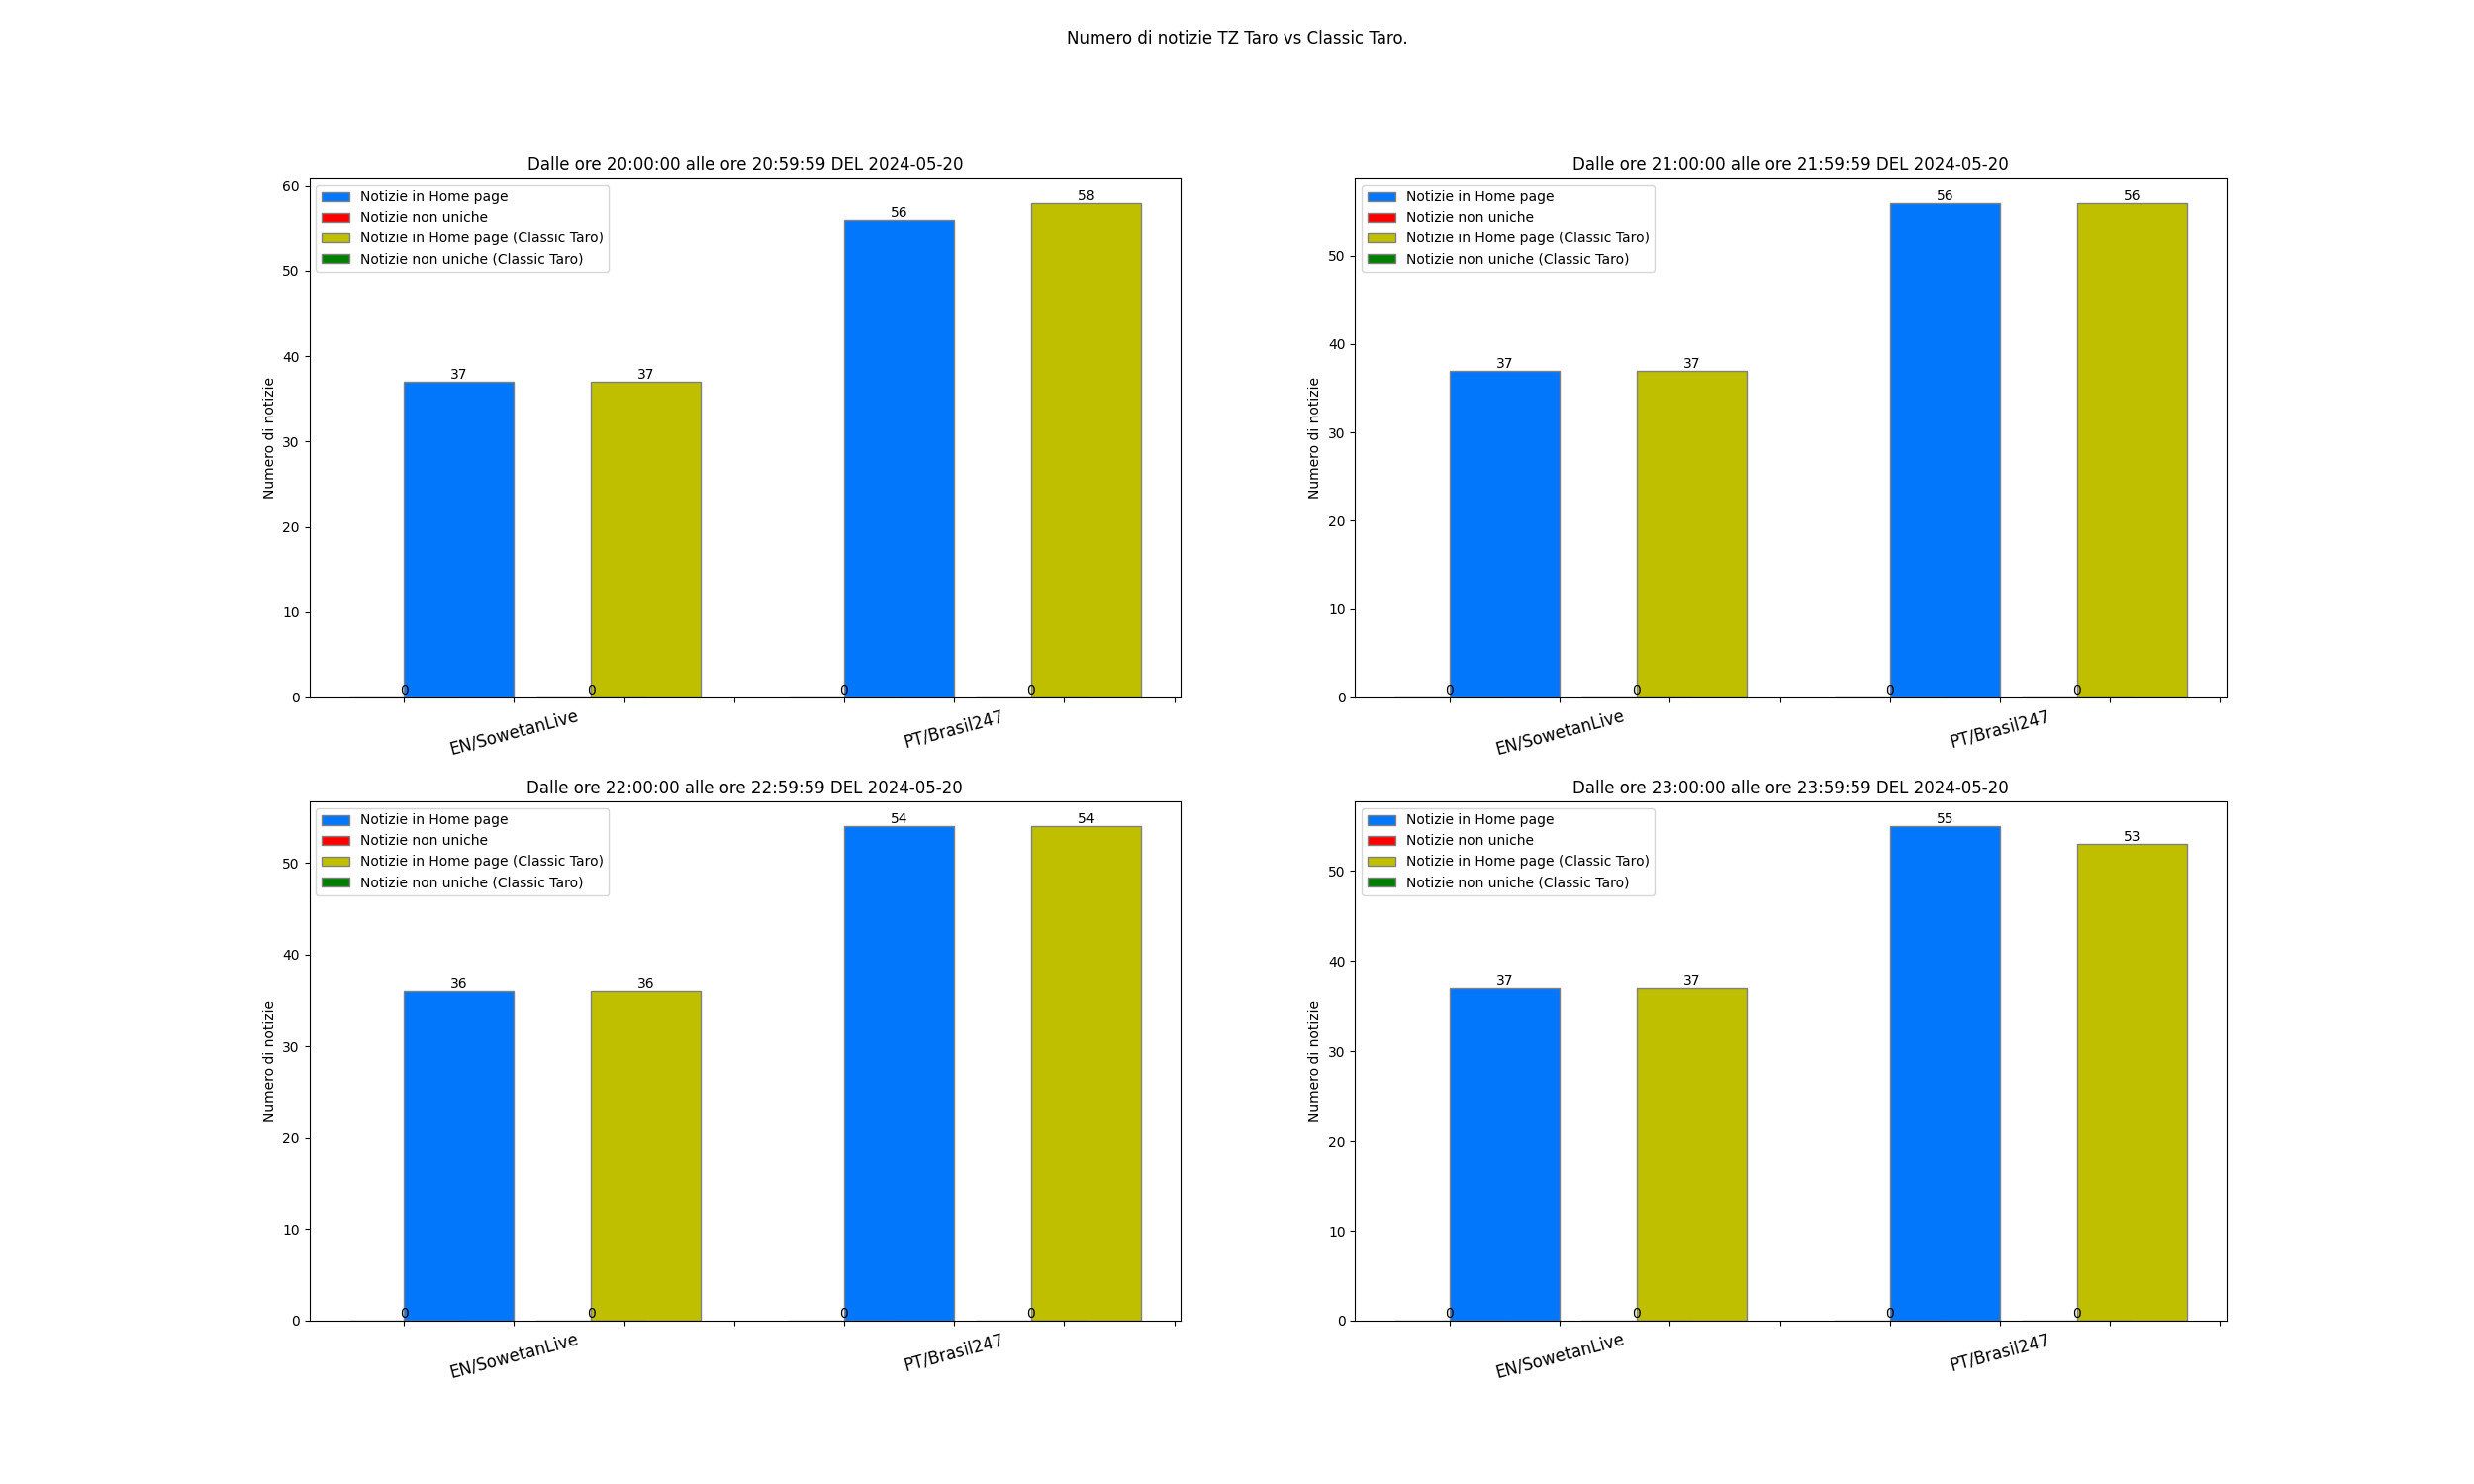 Numero di notizie TZ Taro vs Classic Taro.
Dalle ore 20:00:00 alle ore 20:59:59 DEL 2024-05-20
Notizie in Home page
Notizie non uniche
Notizie in Home page (Classic Taro)
Notizie non uniche (Classic Taro)
Numero di notizie
60
50
40
30
20
10
0
37
37
56
58
0
0
0
0
EN/SowetanLive
PT/Brasil247
Dalle ore 21:00:00 alle ore 21:59:59 DEL 2024-05-20
Notizie in Home page
Notizie non uniche
Notizie in Home page (Classic Taro)
Notizie non uniche (Classic Taro)
Numero di notizie
50
40
30
20
10
0
37
37
56
56
0
0
0
0
EN/SowetanLive
PT/Brasil247
Dalle ore 22:00:00 alle ore 22:59:59 DEL 2024-05-20
Notizie in Home page
Notizie non uniche
Notizie in Home page (Classic Taro)
Notizie non uniche (Classic Taro)
Numero di notizie
50
40
30
20
10
0
36
36
54
54
0
0
0
0
EN/SowetanLive
PT/Brasil247
Dalle ore 23:00:00 alle ore 23:59:59 DEL 2024-05-20
Notizie in Home page
Notizie non uniche
Notizie in Home page (Classic Taro)
Notizie non uniche (Classic Taro)
Numero di notizie
50
40
30
20
10
0
37
37
55
53
0
0
0
0
EN/SowetanLive
PT/Brasil247